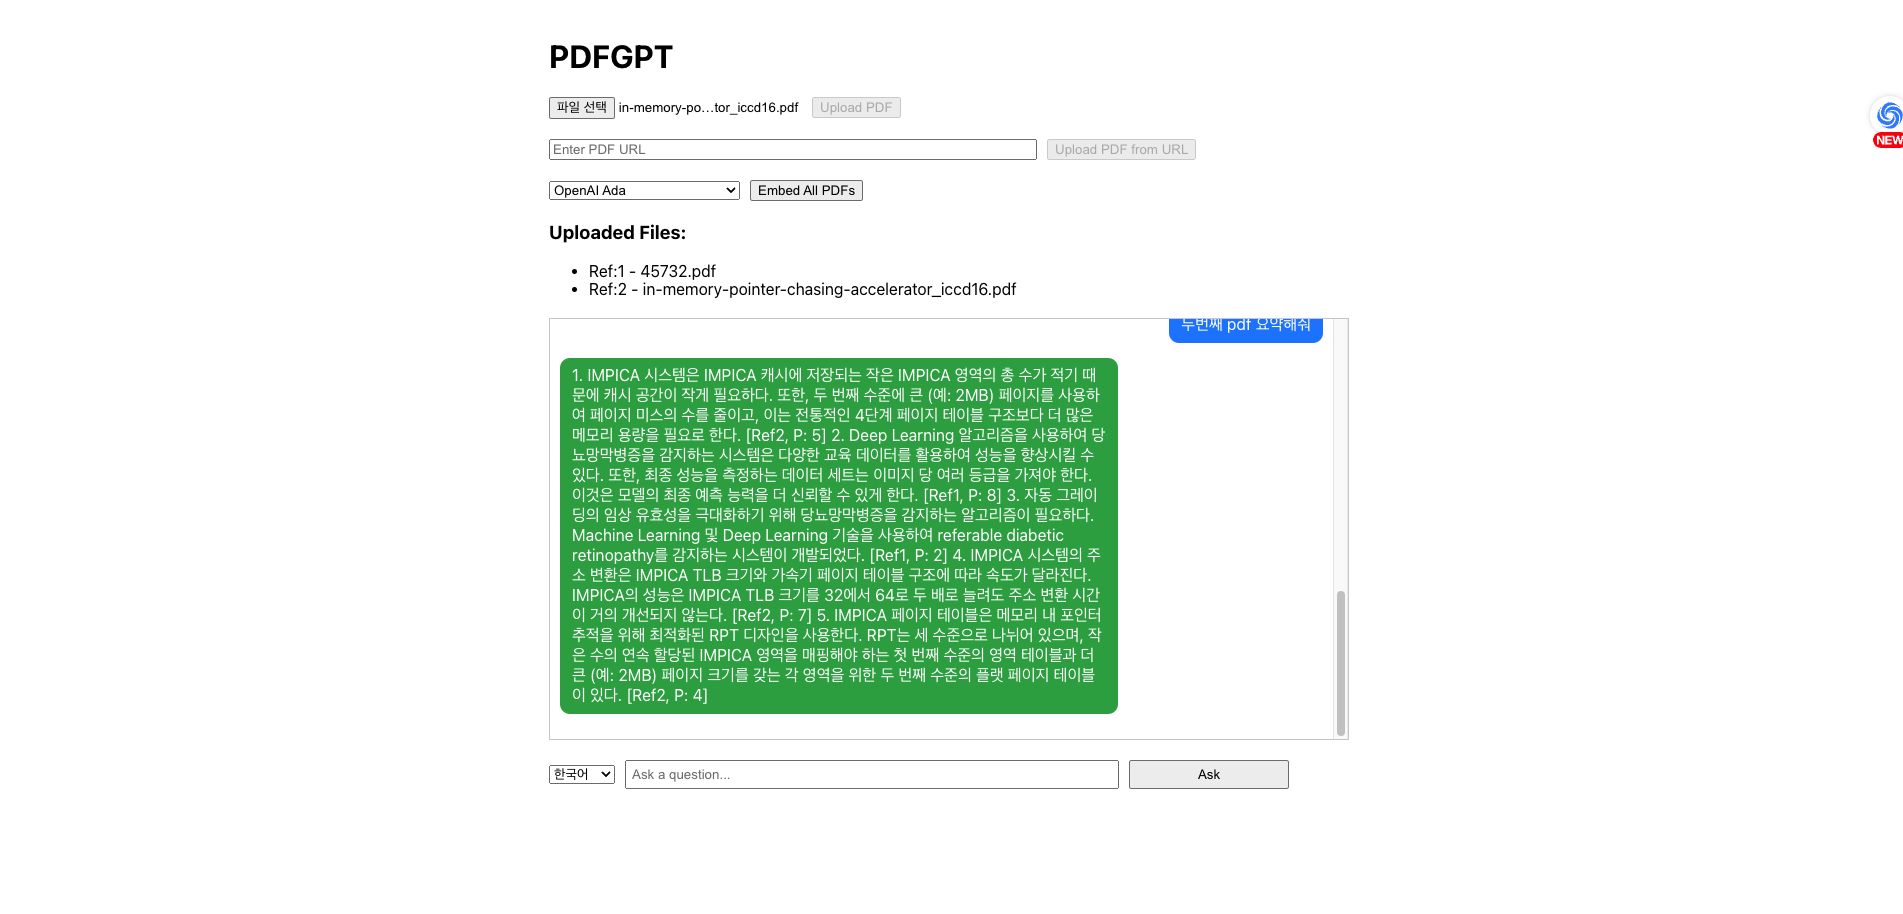 PDFGPT
파일 선택 in-memory-po...tor_iccd16.pdf Upload PDF
NEW
Enter PDF URL Upload PDF from URL
OpenAI Ada Embed All PDFs
Uploaded Files:
• Ref:1 - 45732.pdf
• Ref:2 - in-memory-pointer-chasing-accelerator_iccd16.pdf
두번째 pdf 요약해줘
1. IMPICA 시스템은 IMPICA 캐시에 저장되는 작은 IMPICA 영역의 총 수가 적기 때
문에 캐시 공간이 작게 필요하다. 또한, 두 번째 수준에 큰 (예: 2MB) 페이지를 사용하
여 페이지 미스의 수를 줄이고, 이는 전통적인 4단계 페이지 테이블 구조보다 더 많은
메모리 용량을 필요로 한다. [Ref2, P: 5] 2. Deep Learning 알고리즘을 사용하여 당
뇨망막병증을 감지하는 시스템은 다양한 교육 데이터를 활용하여 성능을 향상시킬 수
있다. 또한, 최종 성능을 측정하는 데이터 세트는 이미지 당 여러 등급을 가져야 한다.
이것은 모델의 최종 예측 능력을 더 신뢰할 수 있게 한다. [Ref1, P: 8] 3. 자동 그레이
딩의 임상 유효성을 극대화하기 위해 당뇨망막병증을 감지하는 알고리즘이 필요하다.
Machine Learning 및 Deep Learning 기술을 사용하여 referable diabetic
retinopathy를 감지하는 시스템이 개발되었다. [Ref1, P: 2] 4. IMPICA 시스템의 주
소 변환은 IMPICA TLB 크기와 가속기 페이지 테이블 구조에 따라 속도가 달라진다.
IMPICA의 성능은 IMPICA TLB 크기를 32에서 64로 두 배로 늘려도 주소 변환 시간
이 거의 개선되지 않는다. [Ref2, P: 7] 5. IMPICA 페이지 테이블은 메모리 내 포인터
추적을 위해 최적화된 RPT 디자인을 사용한다. RPT는 세 수준으로 나뉘어 있으며, 작
은 수의 연속 할당된 IMPICA 영역을 매핑해야 하는 첫 번째 수준의 영역 테이블과 더
큰 (예: 2MB) 페이지 크기를 갖는 각 영역을 위한 두 번째 수준의 플랫 페이지 테이블
이 있다. [Ref2, P: 4]
한국어 Ask a question... Ask